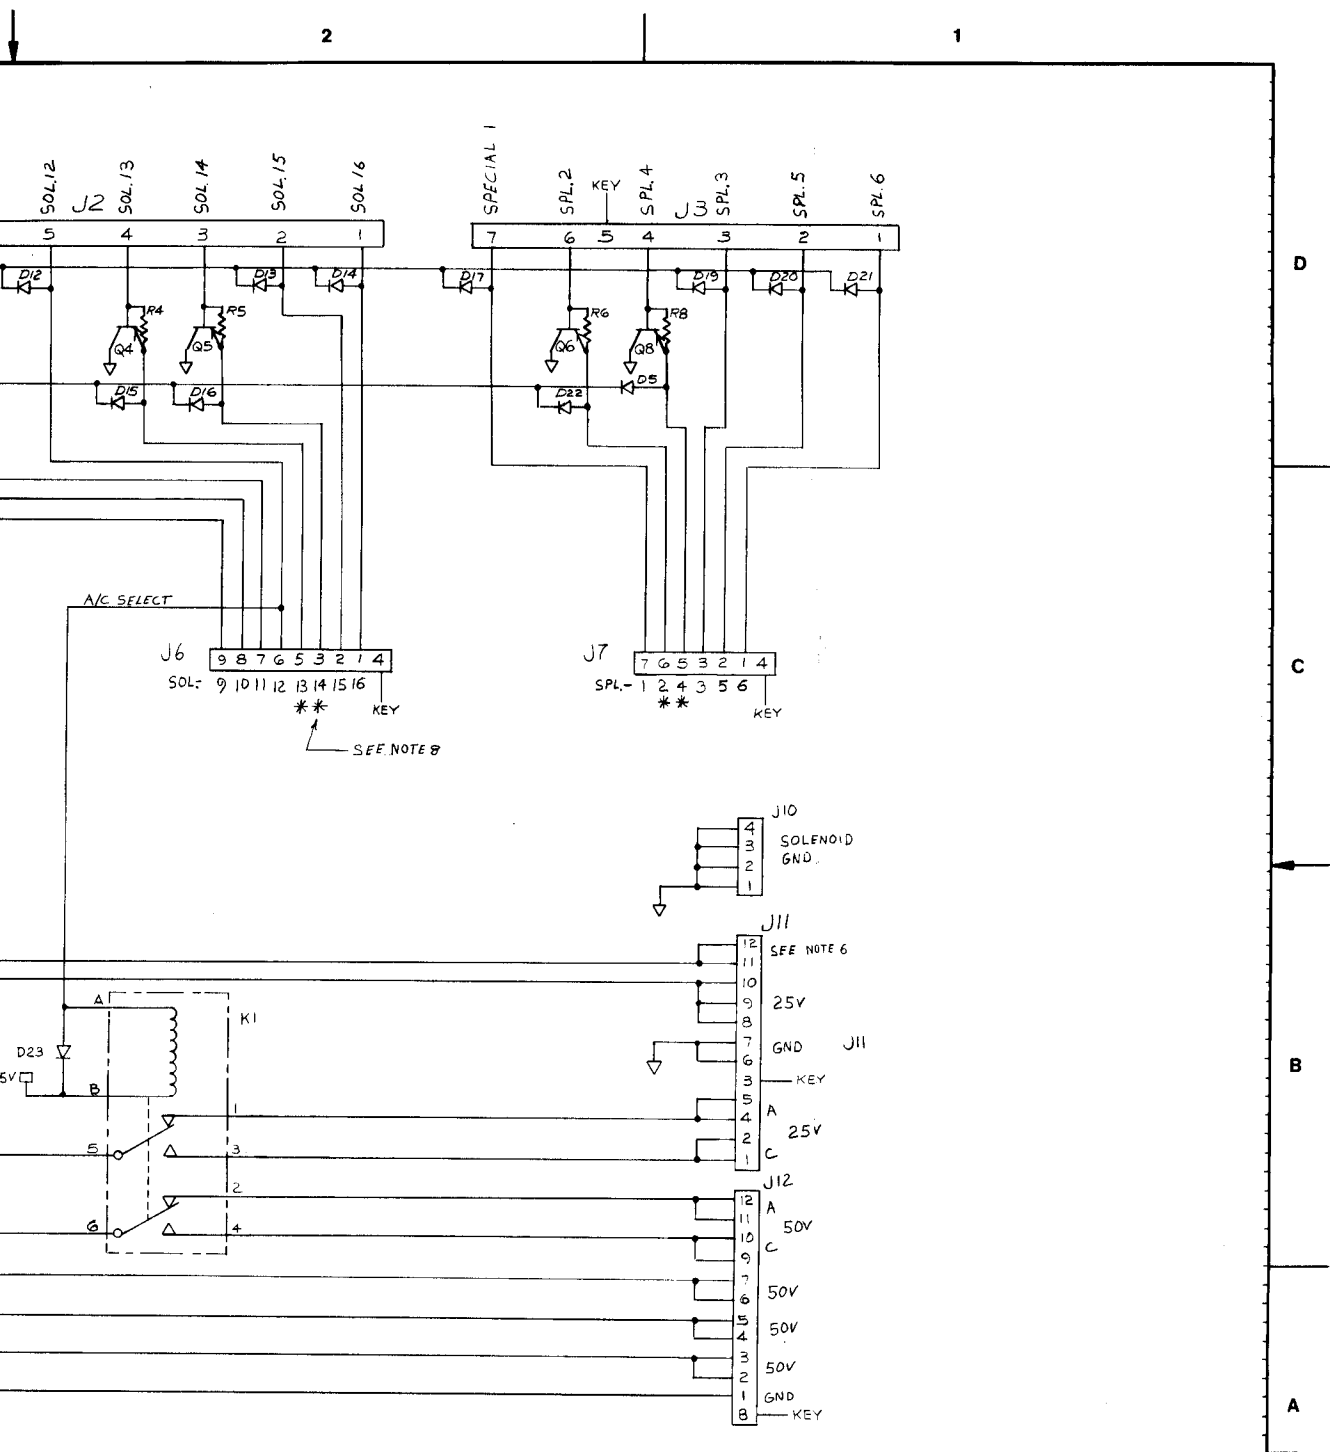 2 1
SOL.12 SOL.13 SOL.14 SOL.15 SOL 16 SPECIAL 1 SPL.2 KEY SPL.4 SPL.3 SPL.5 SPL.6
J2 J3
5 4 3 2 1 7 6 5 4 3 2 1
D12 D13 D14 D17 D19 D20 D21
D
R4 R5 R6 R8
Q4 Q5 Q6 Q8
D15 D16 D22 D5
A/C SELECT
J6 9 8 7 6 5 3 2 1 4
SOL- 9 10 11 12 13 14 15 16
* * KEY
SEE NOTE 8
J7 7 6 5 3 2 1 4
SPL.- 1 2 4 3 5 6
* * KEY
C
J10
4
3 SOLENOID
2 GND.
1
J11
12 SEE NOTE 6
11
10
9 25V
8
7 GND J11
6
3 KEY
5 A
4
2 25V
1 C
A K1
D23
5V B
1
5 3
2
6 4
B
J12
12 A
11 50V
10 C
9
7
6 50V
5
4 50V
3
2 50V
1 GND
8 KEY
A